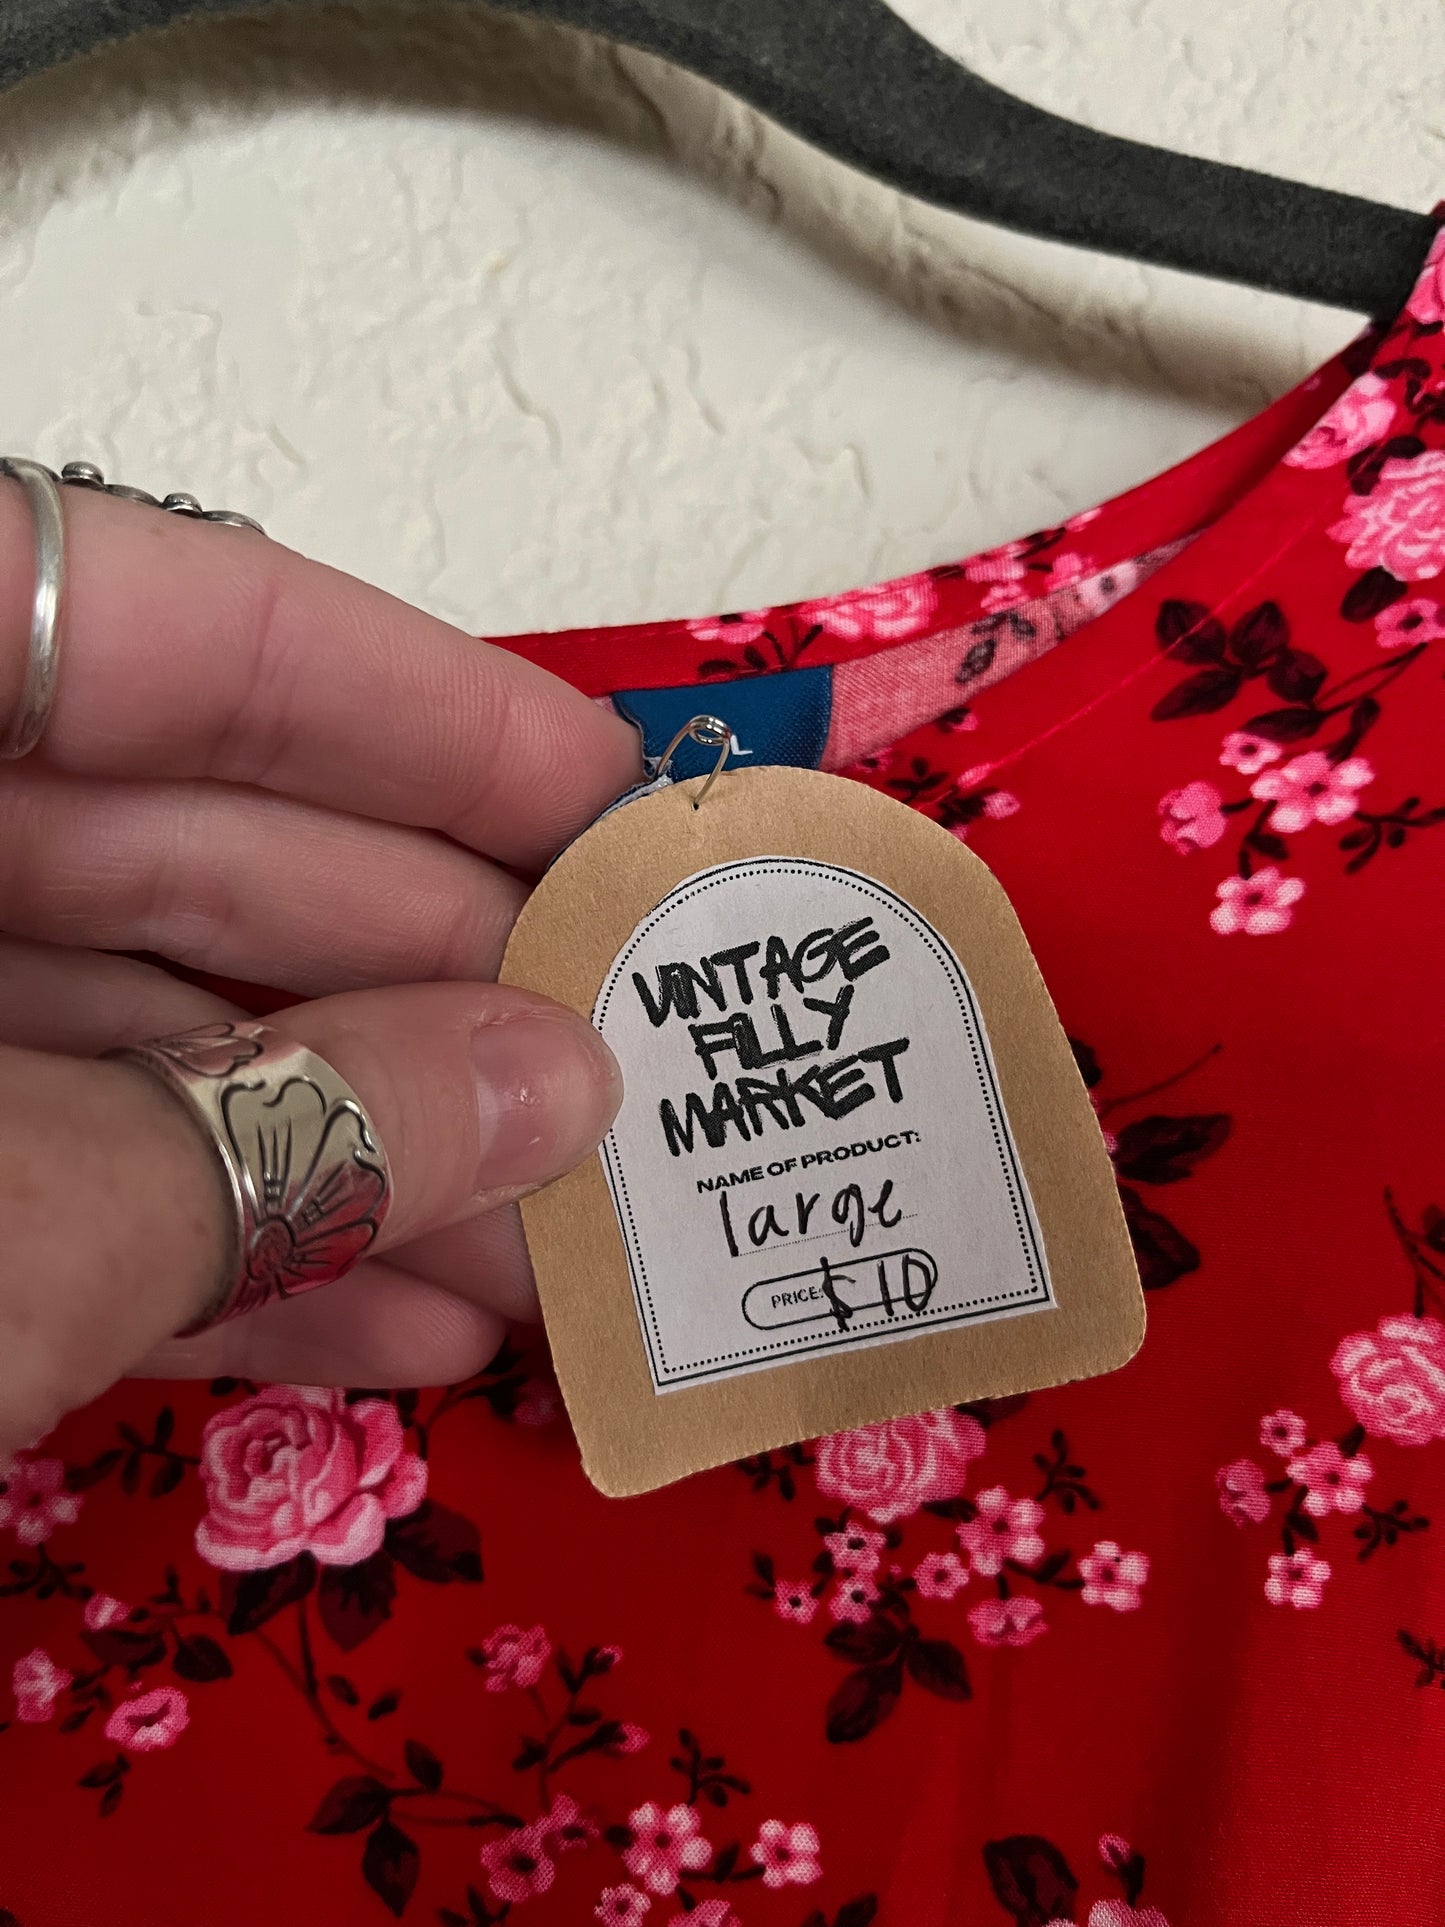 L
VINTAGE
FILLY
MARKET
NAME OF PRODUCT:
large
PRICE: $10